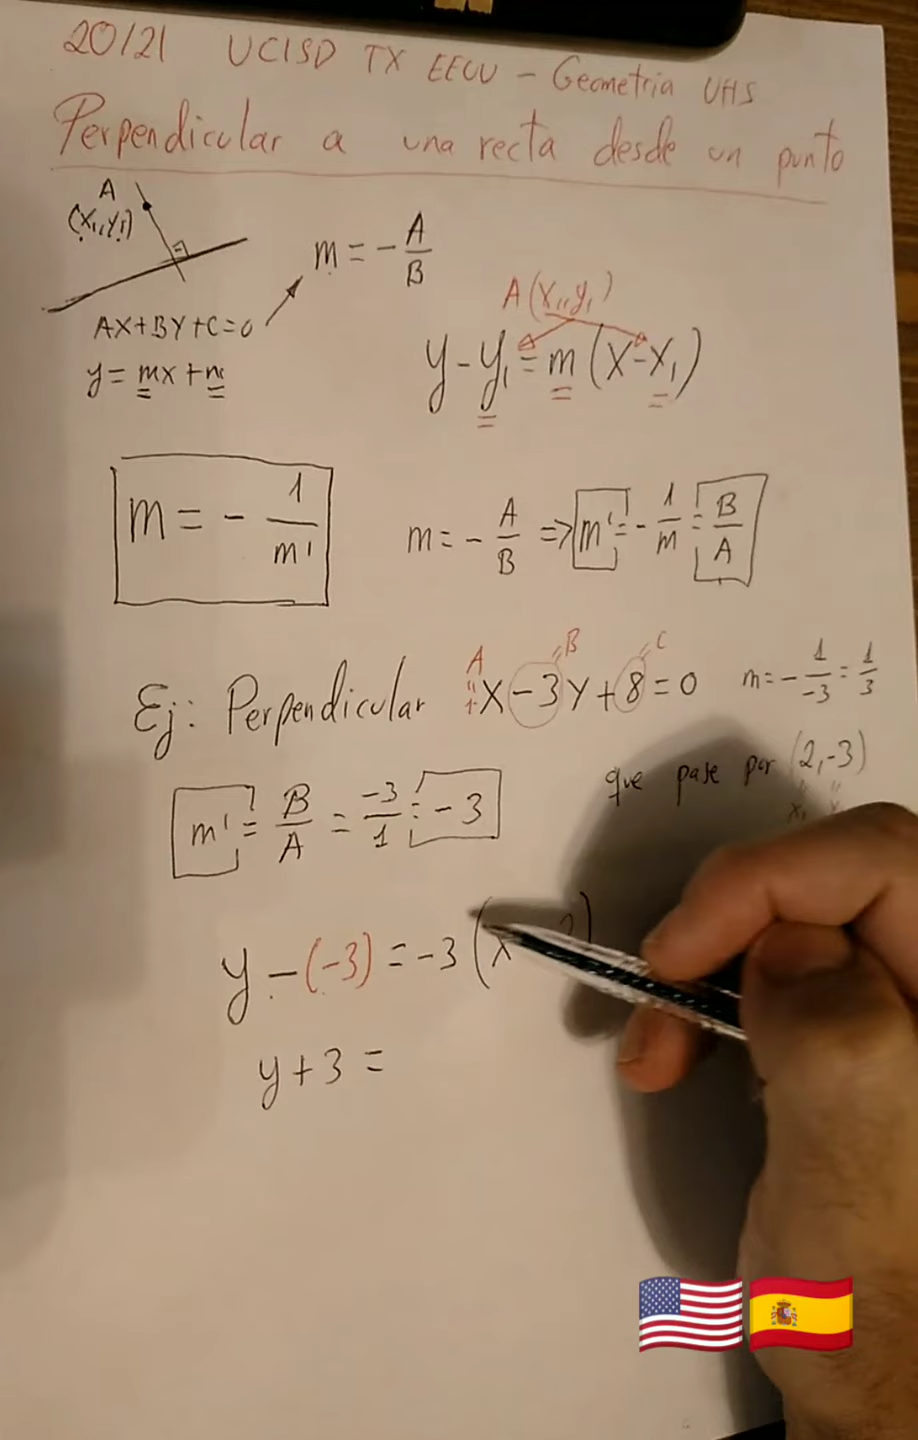 20/21 UCISD TX EEUU - Geometria UHS
Perpendicular a una recta desde un punto
A
(x₁,y₁)
m = - A/B
AX+BY+C=0
y = mx + n
A(x₁,y₁)
y - y₁ = m (x - x₁)
m = - 1/m'
m = - A/B => m' = - 1/m = B/A
A "B "C
Ej: Perpendicular 1x - 3y + 8 = 0
m = - 1/-3 = 1/3
que pase por (2,-3)
m' = B/A = -3/1 = -3
y - (-3) = -3 (x
y + 3 =